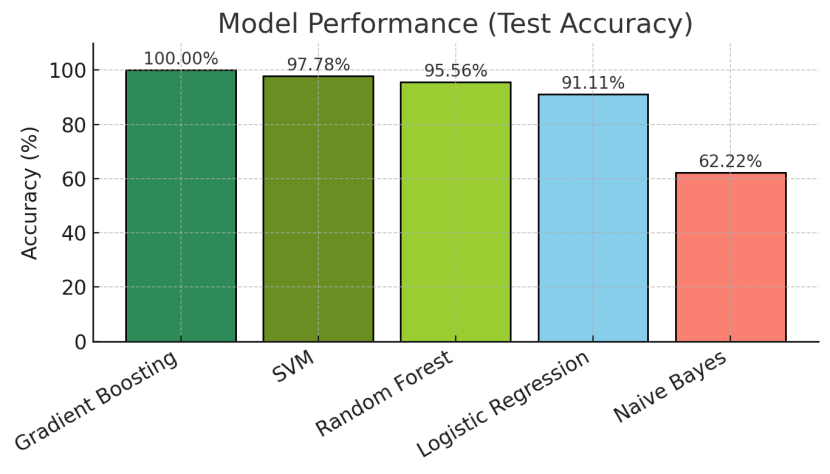 Model Performance (Test Accuracy)
Accuracy (%)
100
80
60
40
20
0
100.00%
97.78%
95.56%
91.11%
62.22%
Gradient Boosting
SVM
Random Forest
Logistic Regression
Naive Bayes